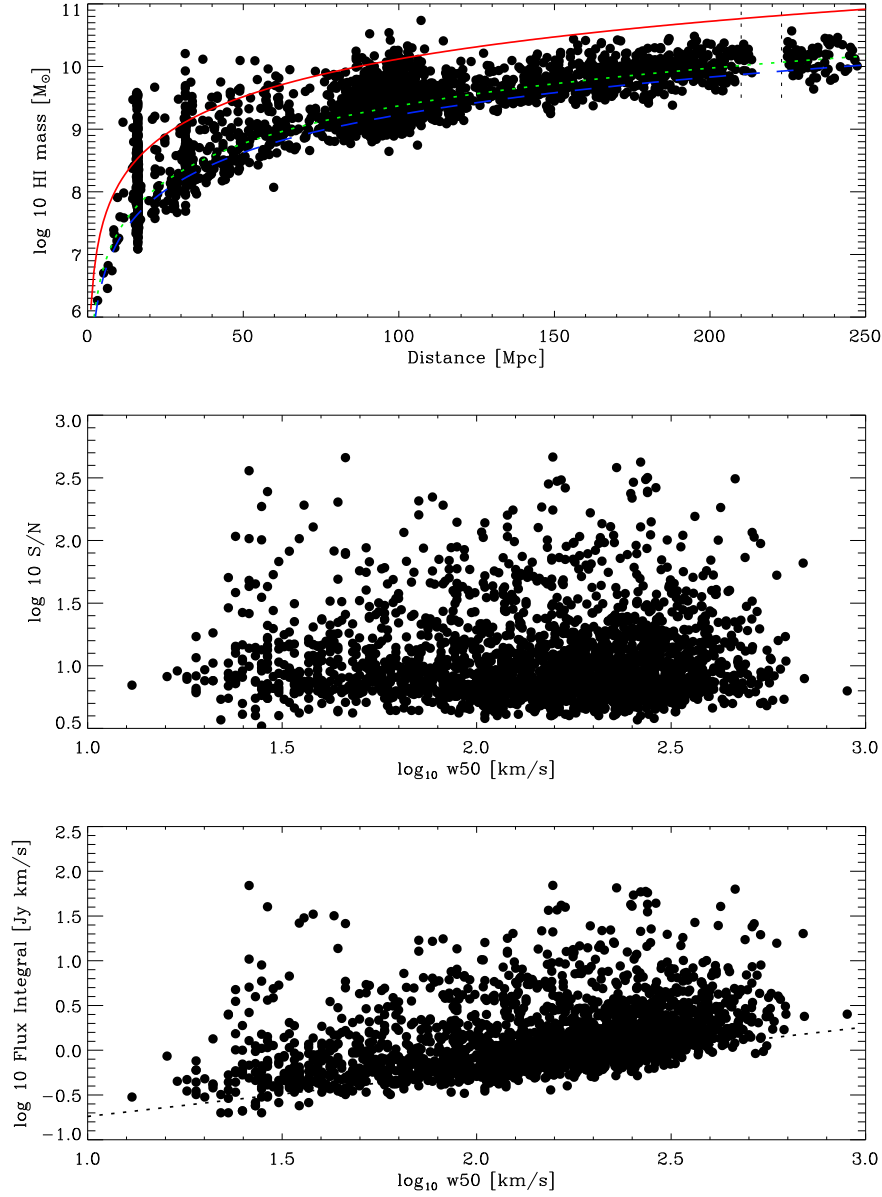 11
10
9
8
7
6
log 10 HI mass [M☉]
0 50 100 150 200 250
Distance [Mpc]
3.0
2.5
2.0
1.5
1.0
0.5
log 10 S/N
1.0 1.5 2.0 2.5 3.0
log₁₀ w50 [km/s]
2.5
2.0
1.5
1.0
0.5
0.0
−0.5
−1.0
log 10 Flux Integral [Jy km/s]
1.0 1.5 2.0 2.5 3.0
log₁₀ w50 [km/s]